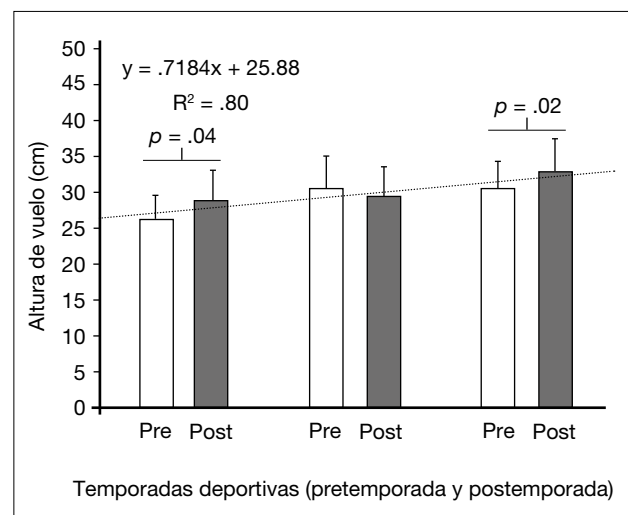 50
45
40
35
30
25
20
15
10
5
0
Altura de vuelo (cm)
y = .7184x + 25.88
R² = .80
p = .04
p = .02
Pre Post Pre Post Pre Post
Temporadas deportivas (pretemporada y postemporada)